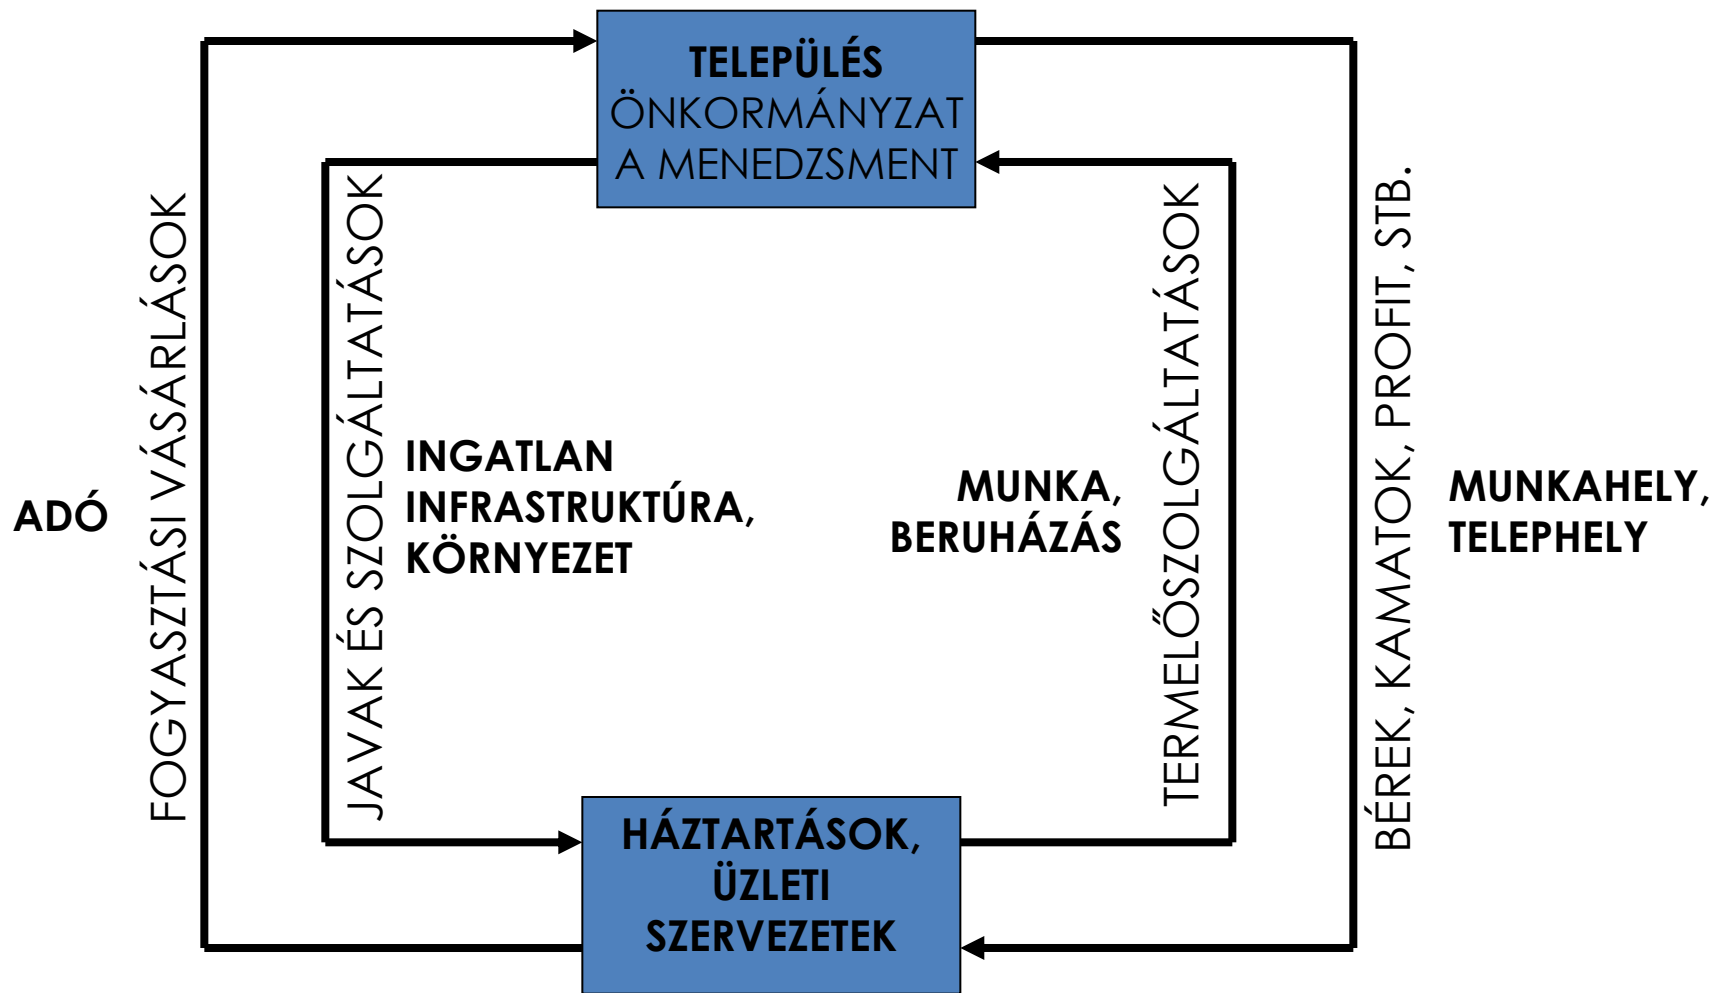 TELEPÜLÉS
ÖNKORMÁNYZAT
A MENEDZSMENT
ADÓ
FOGYASZTÁSI VÁSÁRLÁSOK
JAVAK ÉS SZOLGÁLTATÁSOK
INGATLAN
INFRASTRUKTÚRA,
KÖRNYEZET
MUNKA,
BERUHÁZÁS
TERMELŐSZOLGÁLTATÁSOK
BÉREK, KAMATOK, PROFIT, STB.
MUNKAHELY,
TELEPHELY
HÁZTARTÁSOK,
ÜZLETI
SZERVEZETEK